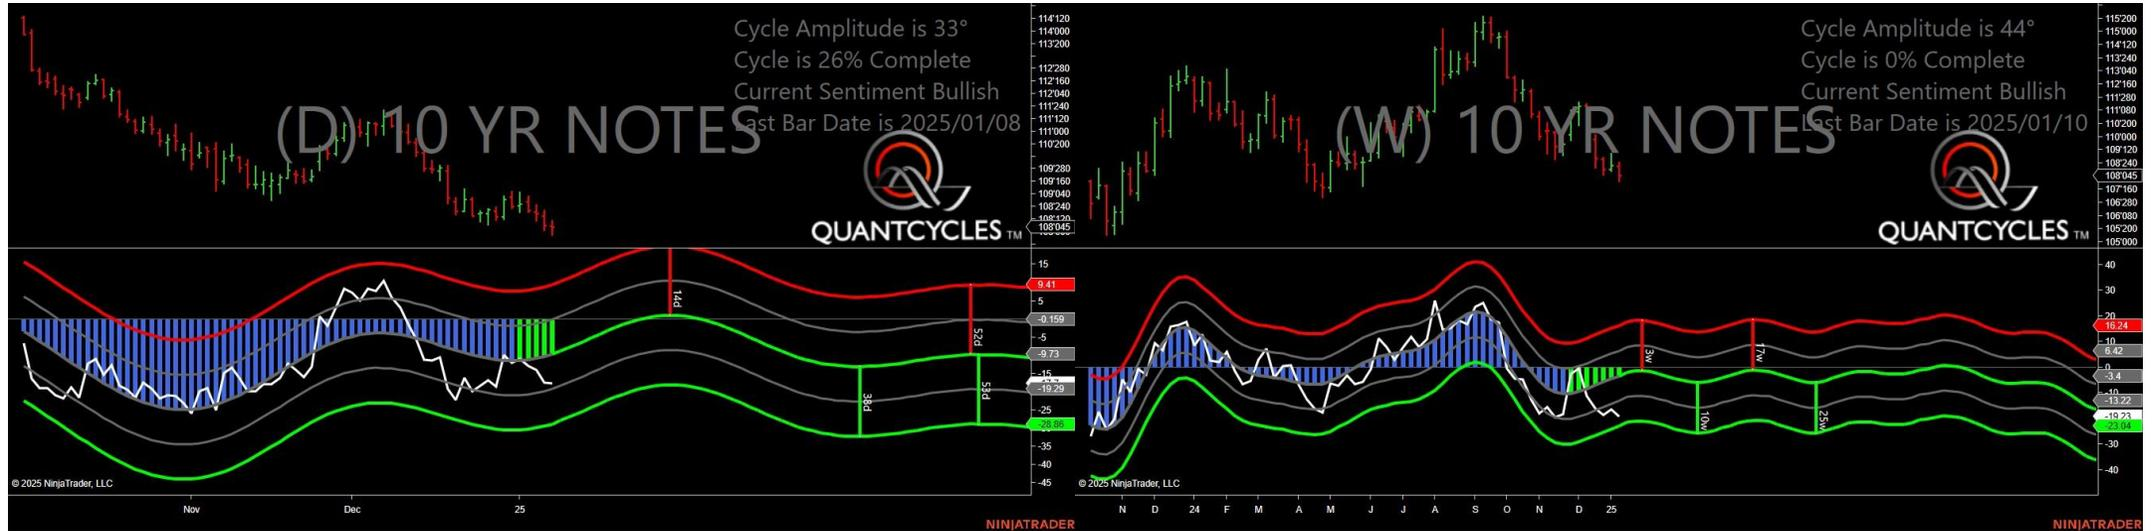 Cycle Amplitude is 33°
Cycle is 26% Complete
Current Sentiment Bullish
Last Bar Date is 2025/01/08
(D) 10 YR NOTES
QUANTCYCLES TM
114'120
114'000
113'200
112'280
112'160
112'040
111'240
111'120
111'000
110'200
109'280
109'160
109'040
108'240
108'120
108'045
15
9.41
5
-0.159
-5
-9.73
-15
-19.29
-25
-28.86
-35
-40
-45
14d
38d
52d
53d
© 2025 NinjaTrader, LLC
Nov
Dec
25
NINJATRADER
Cycle Amplitude is 44°
Cycle is 0% Complete
Current Sentiment Bullish
Last Bar Date is 2025/01/10
(W) 10 YR NOTES
QUANTCYCLES TM
115'200
115'000
114'120
113'240
113'040
112'160
111'280
111'080
110'200
110'000
109'120
108'240
108'045
107'160
106'280
106'080
105'200
105'000
40
30
20
16.24
6.42
0
-3.4
-13.22
-19.23
-23.04
-30
-40
3w
10w
17w
25w
© 2025 NinjaTrader, LLC
N D 24 F M A M J J A S O N D 25
NINJATRADER